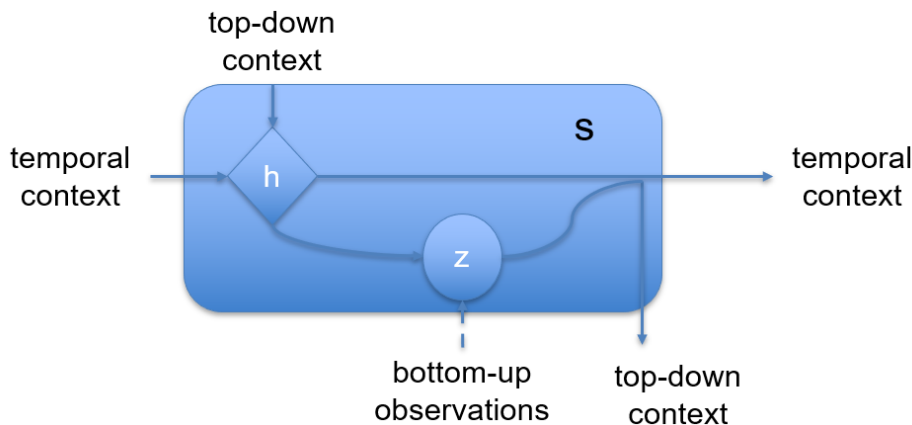 top-down
context
s
temporal
context
h
temporal
context
z
bottom-up
observations
top-down
context